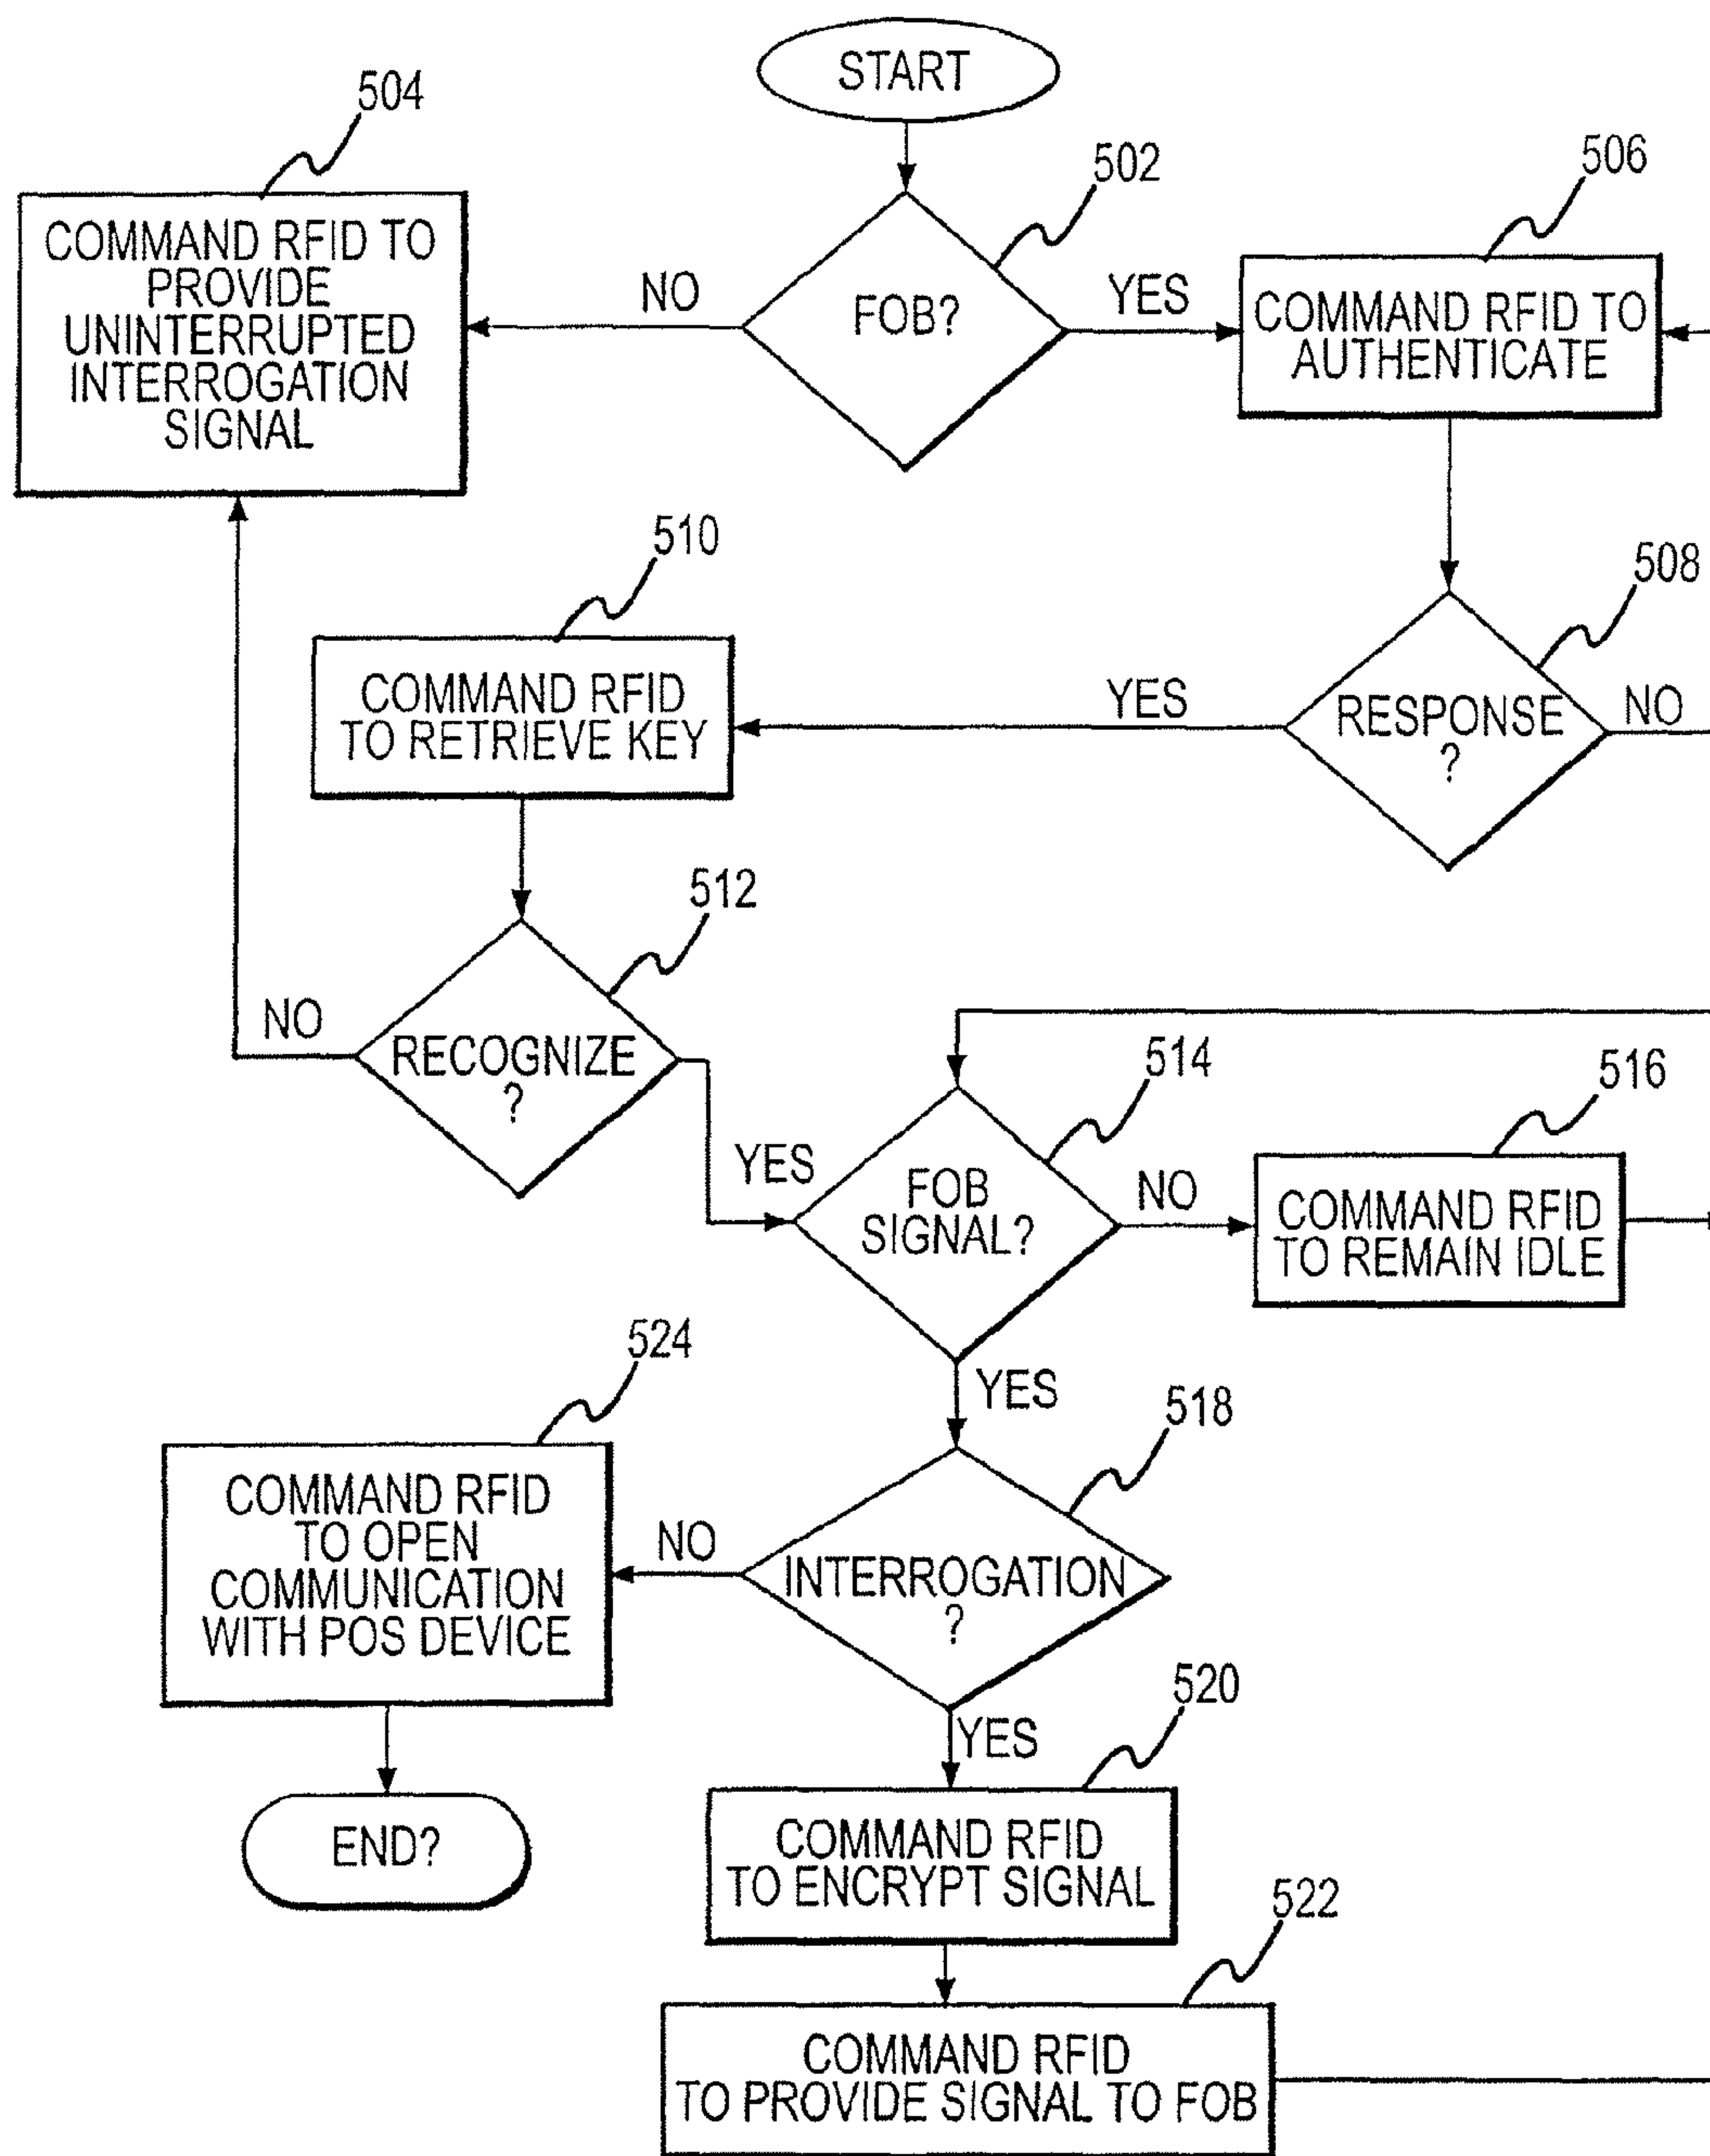 START
504
502
506
COMMAND RFID TO
PROVIDE
UNINTERRUPTED
INTERROGATION
SIGNAL
NO
FOB?
YES
COMMAND RFID TO
AUTHENTICATE
510
508
COMMAND RFID
TO RETRIEVE KEY
YES
RESPONSE
?
NO
512
NO
RECOGNIZE
?
YES
514
516
FOB
SIGNAL?
NO
COMMAND RFID
TO REMAIN IDLE
YES
524
518
COMMAND RFID
TO OPEN
COMMUNICATION
WITH POS DEVICE
NO
INTERROGATION
?
YES
520
END?
COMMAND RFID
TO ENCRYPT SIGNAL
522
COMMAND RFID
TO PROVIDE SIGNAL TO FOB